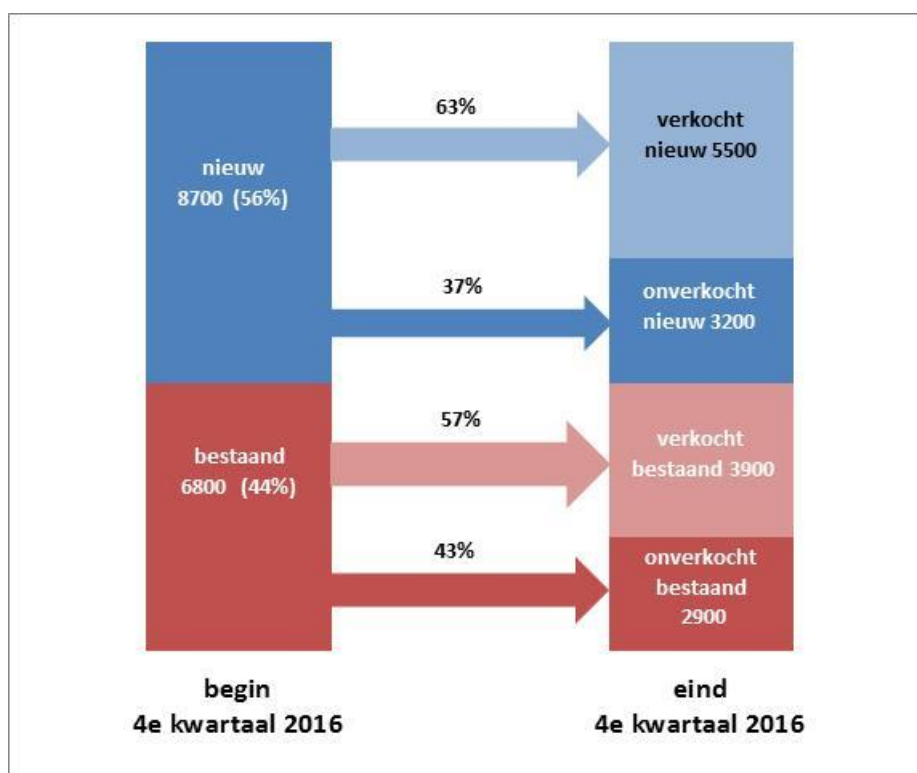 63%
verkocht
nieuw 5500
nieuw
8700 (56%)
37%
onverkocht
nieuw 3200
57%
verkocht
bestaand 3900
bestaand
6800 (44%)
43%
onverkocht
bestaand
2900
begin
4e kwartaal 2016
eind
4e kwartaal 2016